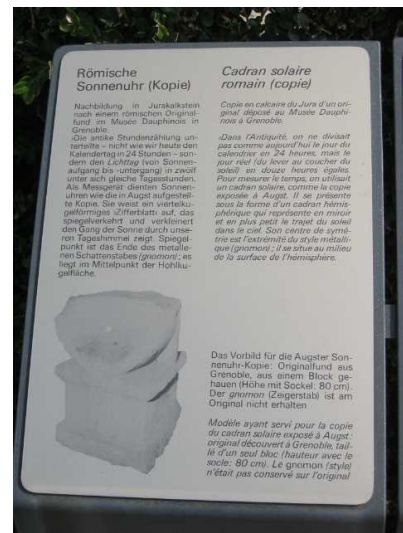 Römische
Sonnenuhr (Kopie)
Nachbildung in Jurakalkstein
nach einem römischen Original-
fund im Musée Dauphinois in
Grenoble.
›Die antike Stundenzählung un-
terteilte – nicht wie wir heute den
Kalendertag in 24 Stunden – son-
dern den Lichttag (von Sonnen-
aufgang bis -untergang) in zwölf
unter sich gleiche Tagesstunden.
Als Messgerät dienten Sonnen-
uhren wie die in Augst aufgestell-
te Kopie. Sie weist ein viertelku-
gelförmiges ›Zifferblatt‹ auf, das
spiegelverkehrt und verkleinert
den Gang der Sonne durch unse-
ren Tageshimmel zeigt. Spiegel-
punkt ist das Ende des metalle-
nen Schattenstabes (gnomon); es
liegt im Mittelpunkt der Hohlku-
gelfläche.
Cadran solaire
romain (copie)
Copie en calcaire du Jura d'un ori-
ginal déposé au Musée Dauphi-
nois à Grenoble.
›Dans l'Antiquité, on ne divisait
pas comme aujourd'hui le jour du
calendrier en 24 heures, mais le
jour réel (du lever au coucher du
soleil) en douze heures égales.
Pour mesurer le temps, on utilisait
un cadran solaire, comme la copie
exposée à Augst. Il se présente
sous la forme d'un cadran hémis-
phérique qui représente en miroir
et en plus petit le trajet du soleil
dans le ciel. Son centre de symé-
trie est l'extrémité du style métalli-
que (gnomon); il se situe au milieu
de la surface de l'hémisphère.
Das Vorbild für die Augster Son-
nenuhr-Kopie: Originalfund aus
Grenoble, aus einem Block ge-
hauen (Höhe mit Sockel: 80 cm).
Der gnomon (Zeigerstab) ist am
Original nicht erhalten
Modèle ayant servi pour la copie
du cadran solaire exposé à Augst:
original découvert à Grenoble, tail-
lé d'un seul bloc (hauteur avec le
socle: 80 cm). Le gnomon (style)
n'était pas conservé sur l'original